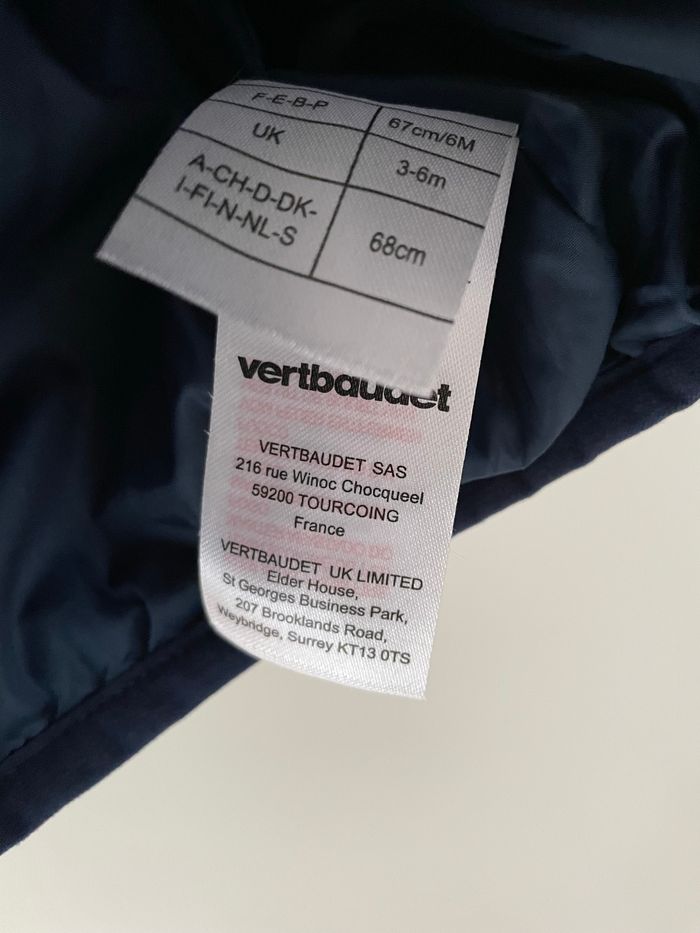 F-E-B-P 67cm/6M
UK 3-6m
A-CH-D-DK-
I-FI-N-NL-S 68cm
vertbaudet
VERTBAUDET SAS
216 rue Winoc Chocqueel
59200 TOURCOING
France
VERTBAUDET UK LIMITED
Elder House,
St Georges Business Park,
207 Brooklands Road,
Weybridge, Surrey KT13 0TS